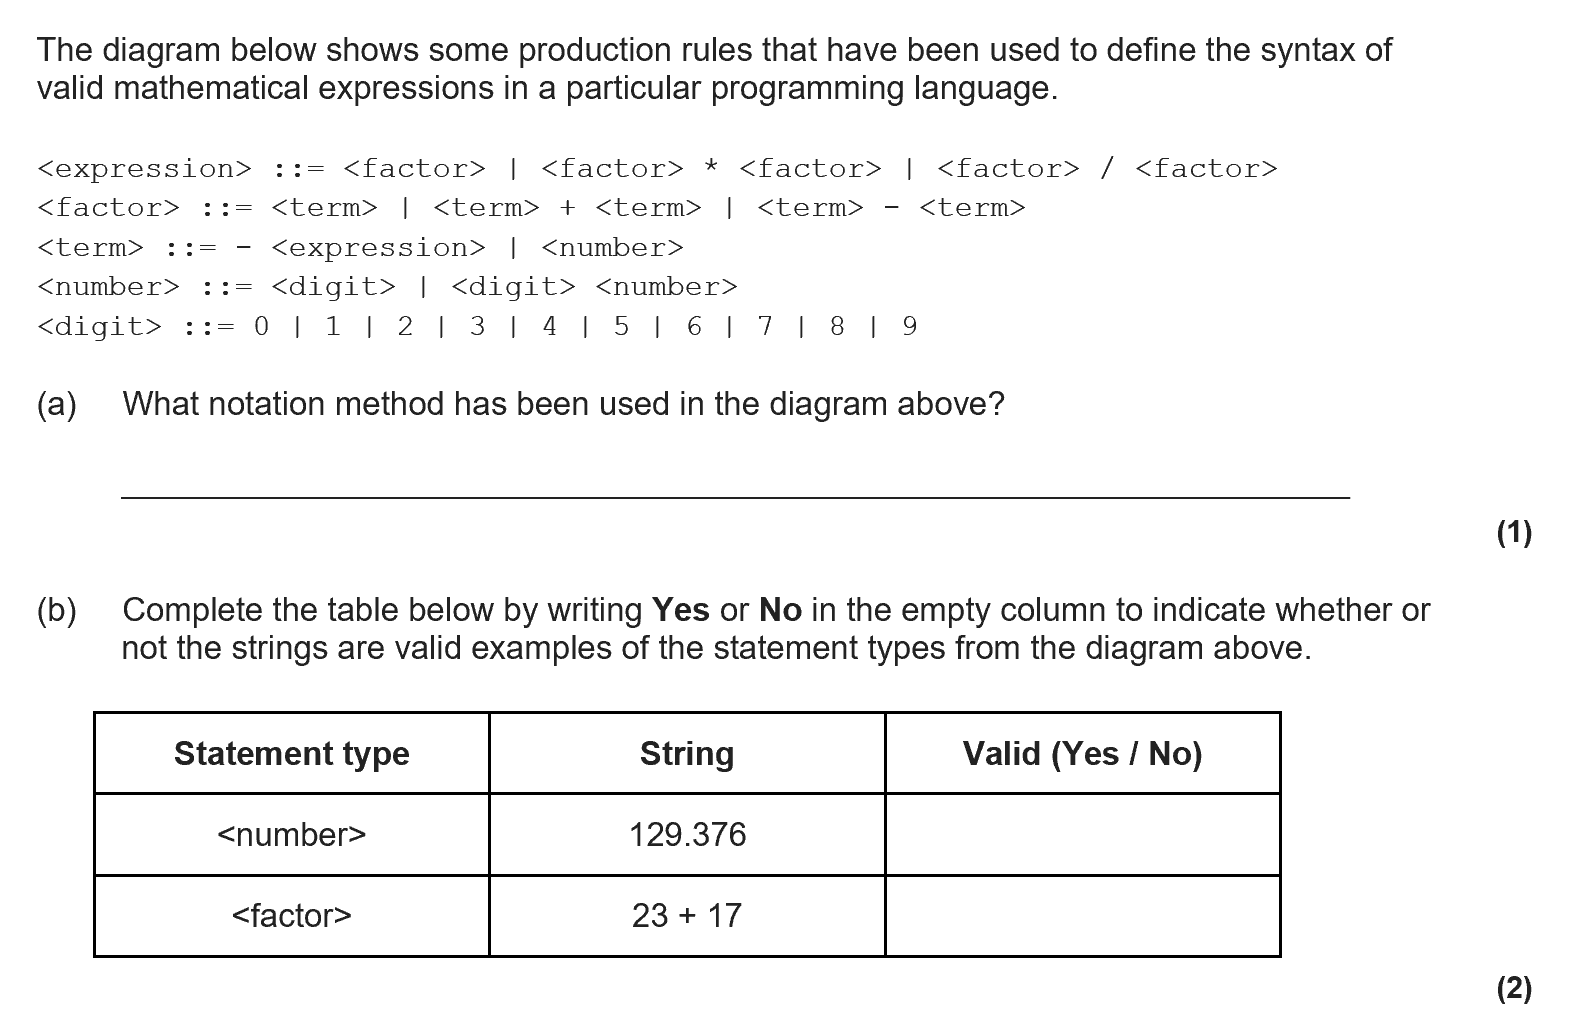 The diagram below shows some production rules that have been used to define the syntax of
valid mathematical expressions in a particular programming language.
<expression> ::= <factor> | <factor> * <factor> | <factor> / <factor>
<factor> ::= <term> | <term> + <term> | <term> - <term>
<term> ::= - <expression> | <number>
<number> ::= <digit> | <digit> <number>
<digit> ::= 0 | 1 | 2 | 3 | 4 | 5 | 6 | 7 | 8 | 9
(a) What notation method has been used in the diagram above?
(1)
(b) Complete the table below by writing Yes or No in the empty column to indicate whether or
not the strings are valid examples of the statement types from the diagram above.
Statement type String Valid (Yes / No)
<number> 129.376
<factor> 23 + 17
(2)